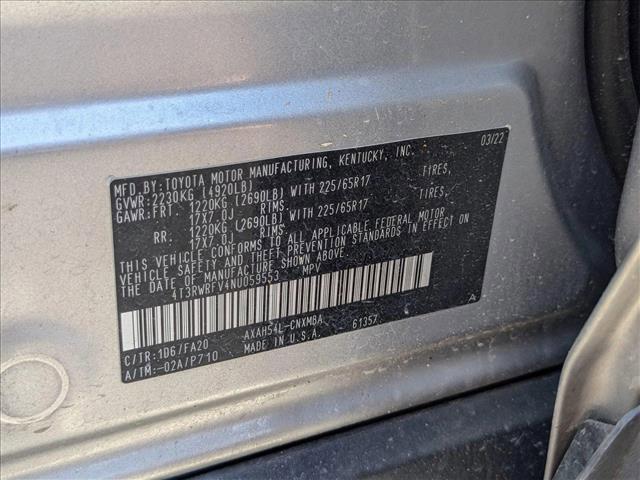 03/22
MFD.BY:TOYOTA MOTOR MANUFACTURING, KENTUCKY, INC.
GVWR:2230KG (4920LB)
GAWR:FRT. 1220KG (2690LB) WITH 225/65R17 TIRES,
17X7.0J RIMS.
RR. 1220KG (2690LB) WITH 225/65R17 TIRES,
17X7.0J RIMS.
THIS VEHICLE CONFORMS TO ALL APPLICABLE FEDERAL MOTOR
VEHICLE SAFETY AND THEFT PREVENTION STANDARDS IN EFFECT ON
THE DATE OF MANUFACTURE SHOWN ABOVE.
4T3RWRFV4NU059553 MPV
C/TR:1D6/FA20 AXAH54L-CNXMBA 61357 A
A/TM:-02A/P710 MADE IN U.S.A.